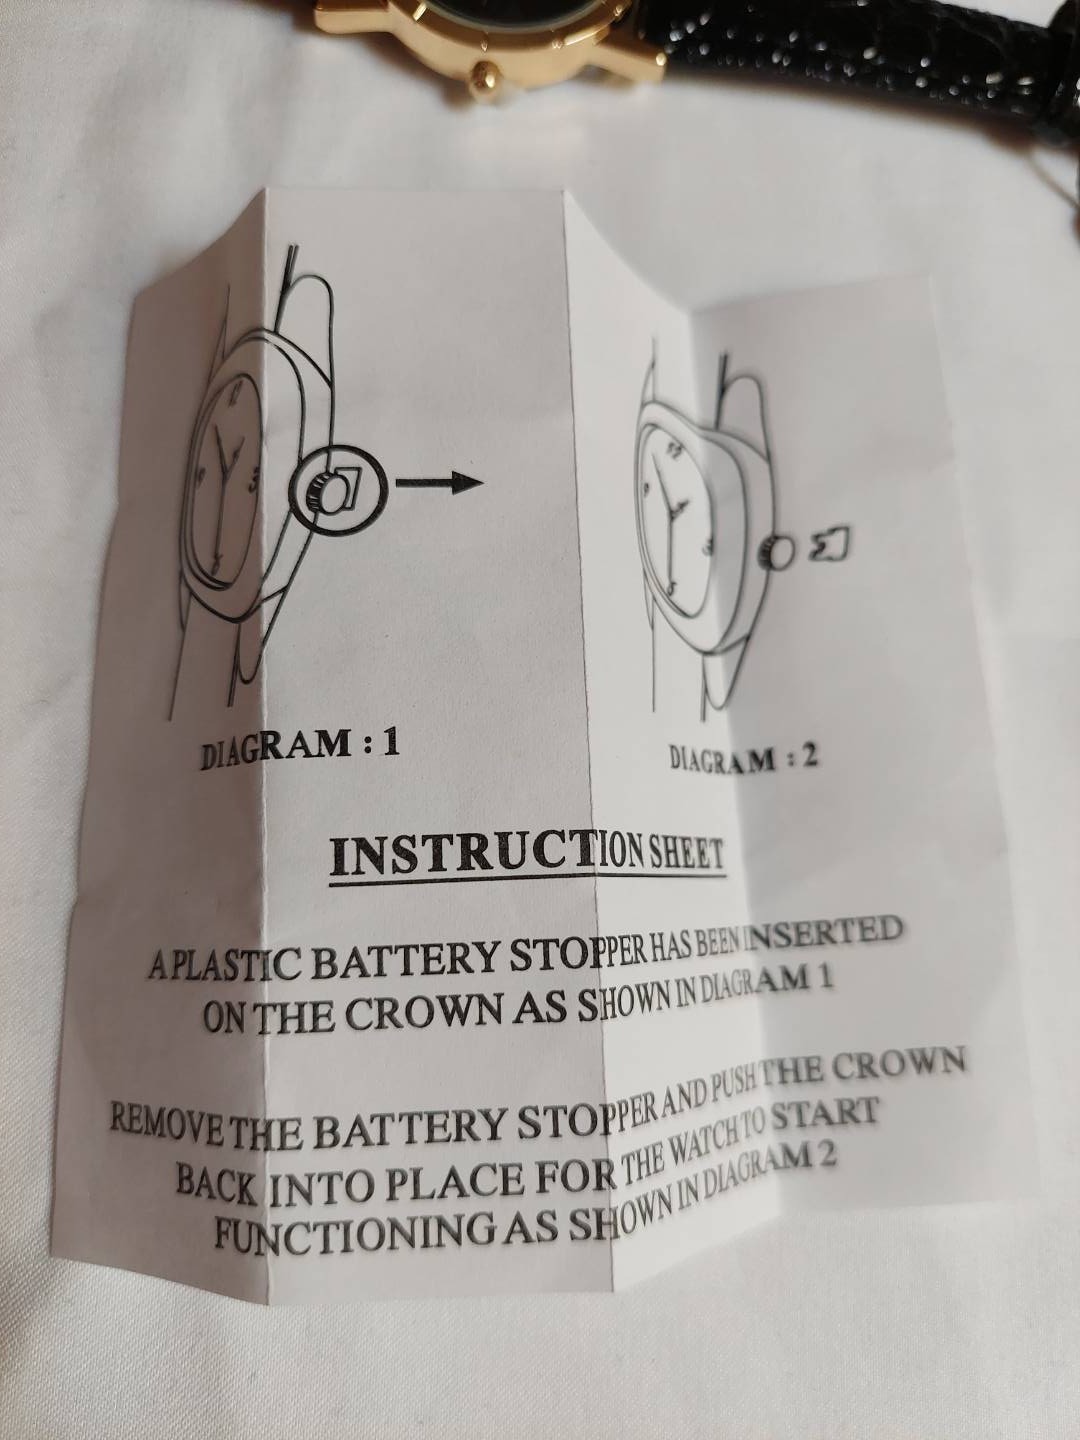 DIAGRAM : 1
DIAGRAM : 2
INSTRUCTION SHEET
A PLASTIC BATTERY STOPPER HAS BEEN INSERTED
ON THE CROWN AS SHOWN IN DIAGRAM 1
REMOVE THE BATTERY STOPPER AND PUSH THE CROWN
BACK INTO PLACE FOR THE WATCH TO START
FUNCTIONING AS SHOWN IN DIAGRAM 2